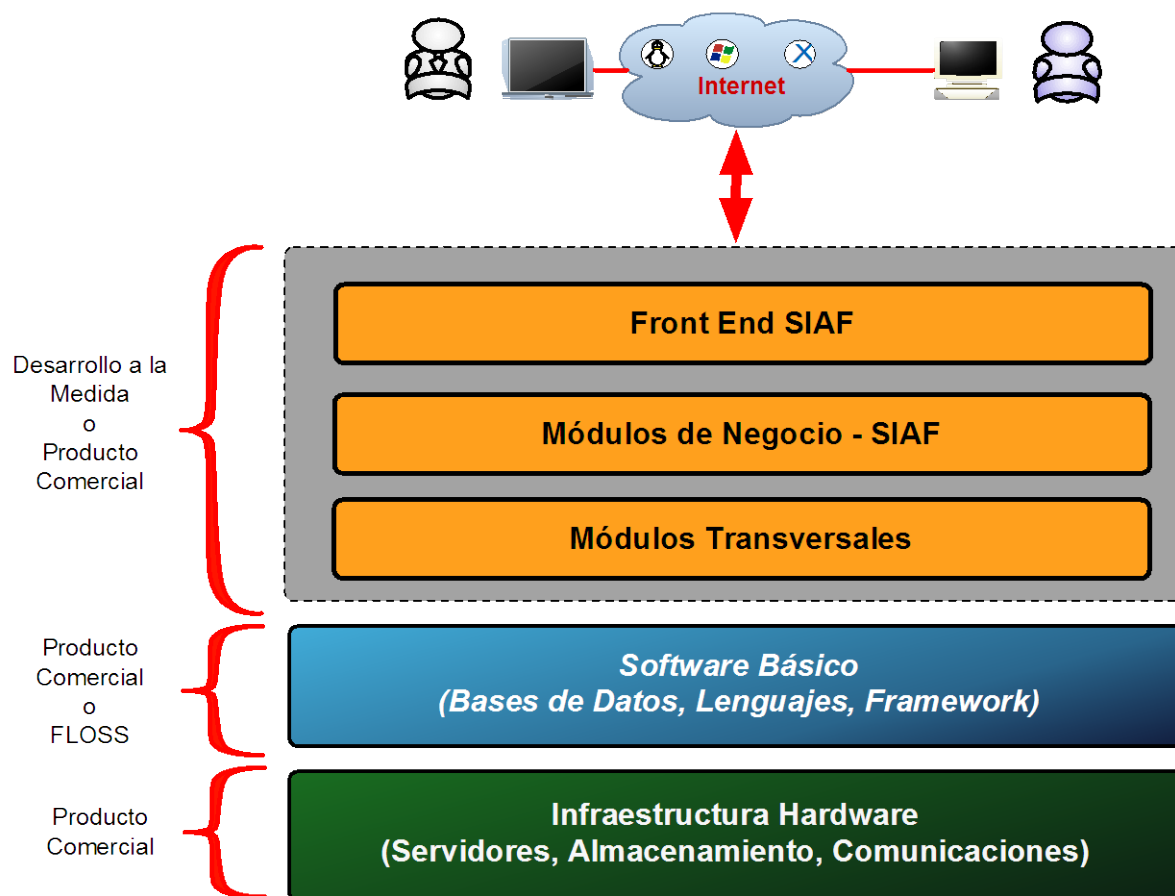 Internet
Desarrollo a la
Medida
o
Producto
Comercial
Front End SIAF
Módulos de Negocio - SIAF
Módulos Transversales
Producto
Comercial
o
FLOSS
Software Básico
(Bases de Datos, Lenguajes, Framework)
Producto
Comercial
Infraestructura Hardware
(Servidores, Almacenamiento, Comunicaciones)